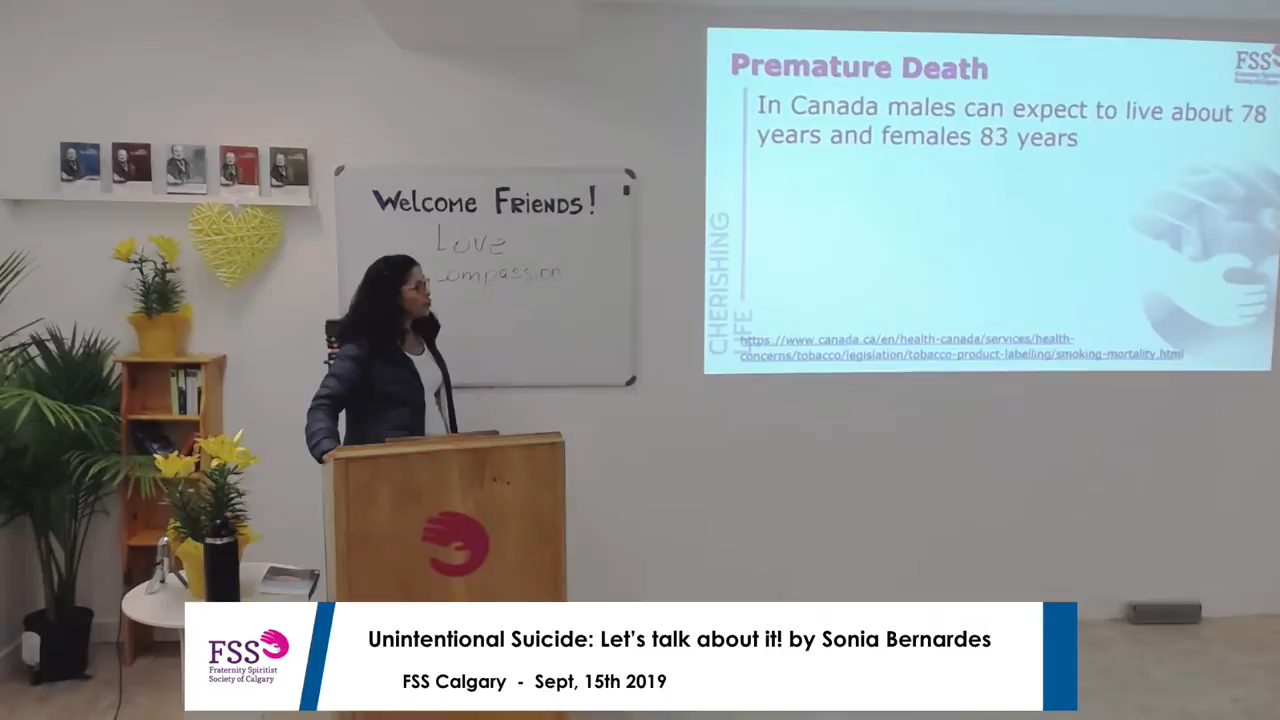 Welcome Friends!
Love
compassion
Premature Death
FSS
In Canada males can expect to live about 78
years and females 83 years
CHERISHING
LIFE
https://www.canada.ca/en/health-canada/services/health-
concerns/tobacco/legislation/tobacco-product-labelling/smoking-mortality.html
FSS
Fraternity Spiritist
Society of Calgary
Unintentional Suicide: Let's talk about it! by Sonia Bernardes
FSS Calgary - Sept, 15th 2019